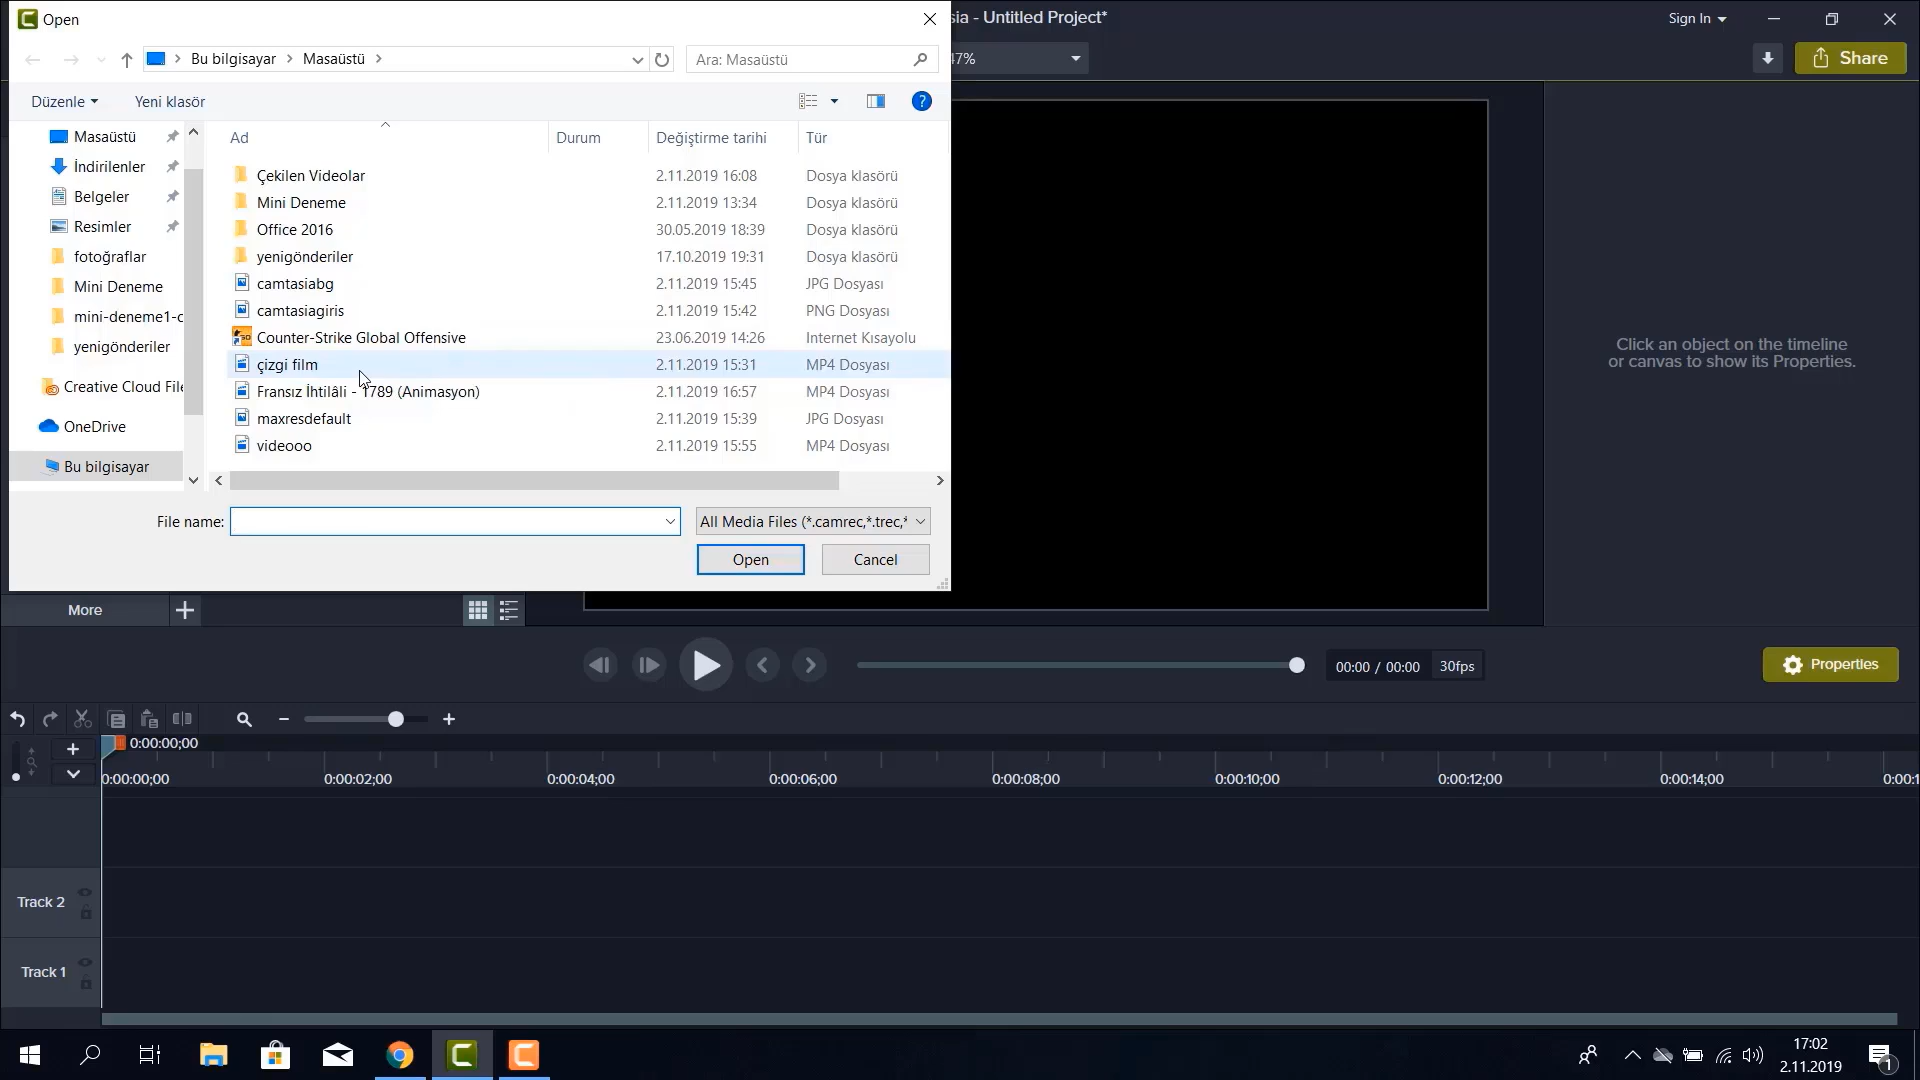 Open
sia - Untitled Project*
Sign In
Bu bilgisayar
Masaüstü
Ara: Masaüstü
47%
Share
Düzenle
Yeni klasör
?
Masaüstü
İndirilenler
Belgeler
Resimler
fotoğraflar
Mini Deneme
mini-deneme1-c
yenigönderiler
Creative Cloud File
OneDrive
Bu bilgisayar
Ad
Durum
Değiştirme tarihi
Tür
Çekilen Videolar
2.11.2019 16:08
Dosya klasörü
Mini Deneme
2.11.2019 13:34
Dosya klasörü
Office 2016
30.05.2019 18:39
Dosya klasörü
yenigönderiler
17.10.2019 19:31
Dosya klasörü
camtasiabg
2.11.2019 15:45
JPG Dosyası
camtasiagiris
2.11.2019 15:42
PNG Dosyası
Counter-Strike Global Offensive
23.06.2019 14:26
Internet Kısayolu
çizgi film
2.11.2019 15:31
MP4 Dosyası
Fransız İhtilâli - 1789 (Animasyon)
2.11.2019 16:57
MP4 Dosyası
maxresdefault
2.11.2019 15:39
JPG Dosyası
videooo
2.11.2019 15:55
MP4 Dosyası
File name:
All Media Files (*.camrec,*.trec,*
Open
Cancel
Click an object on the timeline
or canvas to show its Properties.
More
00:00 / 00:00
30fps
Properties
0:00:00;00
0:00:00;00
0:00:02;00
0:00:04;00
0:00:06;00
0:00:08;00
0:00:10;00
0:00:12;00
0:00:14;00
0:00:1
Track 2
Track 1
17:02
2.11.2019
1